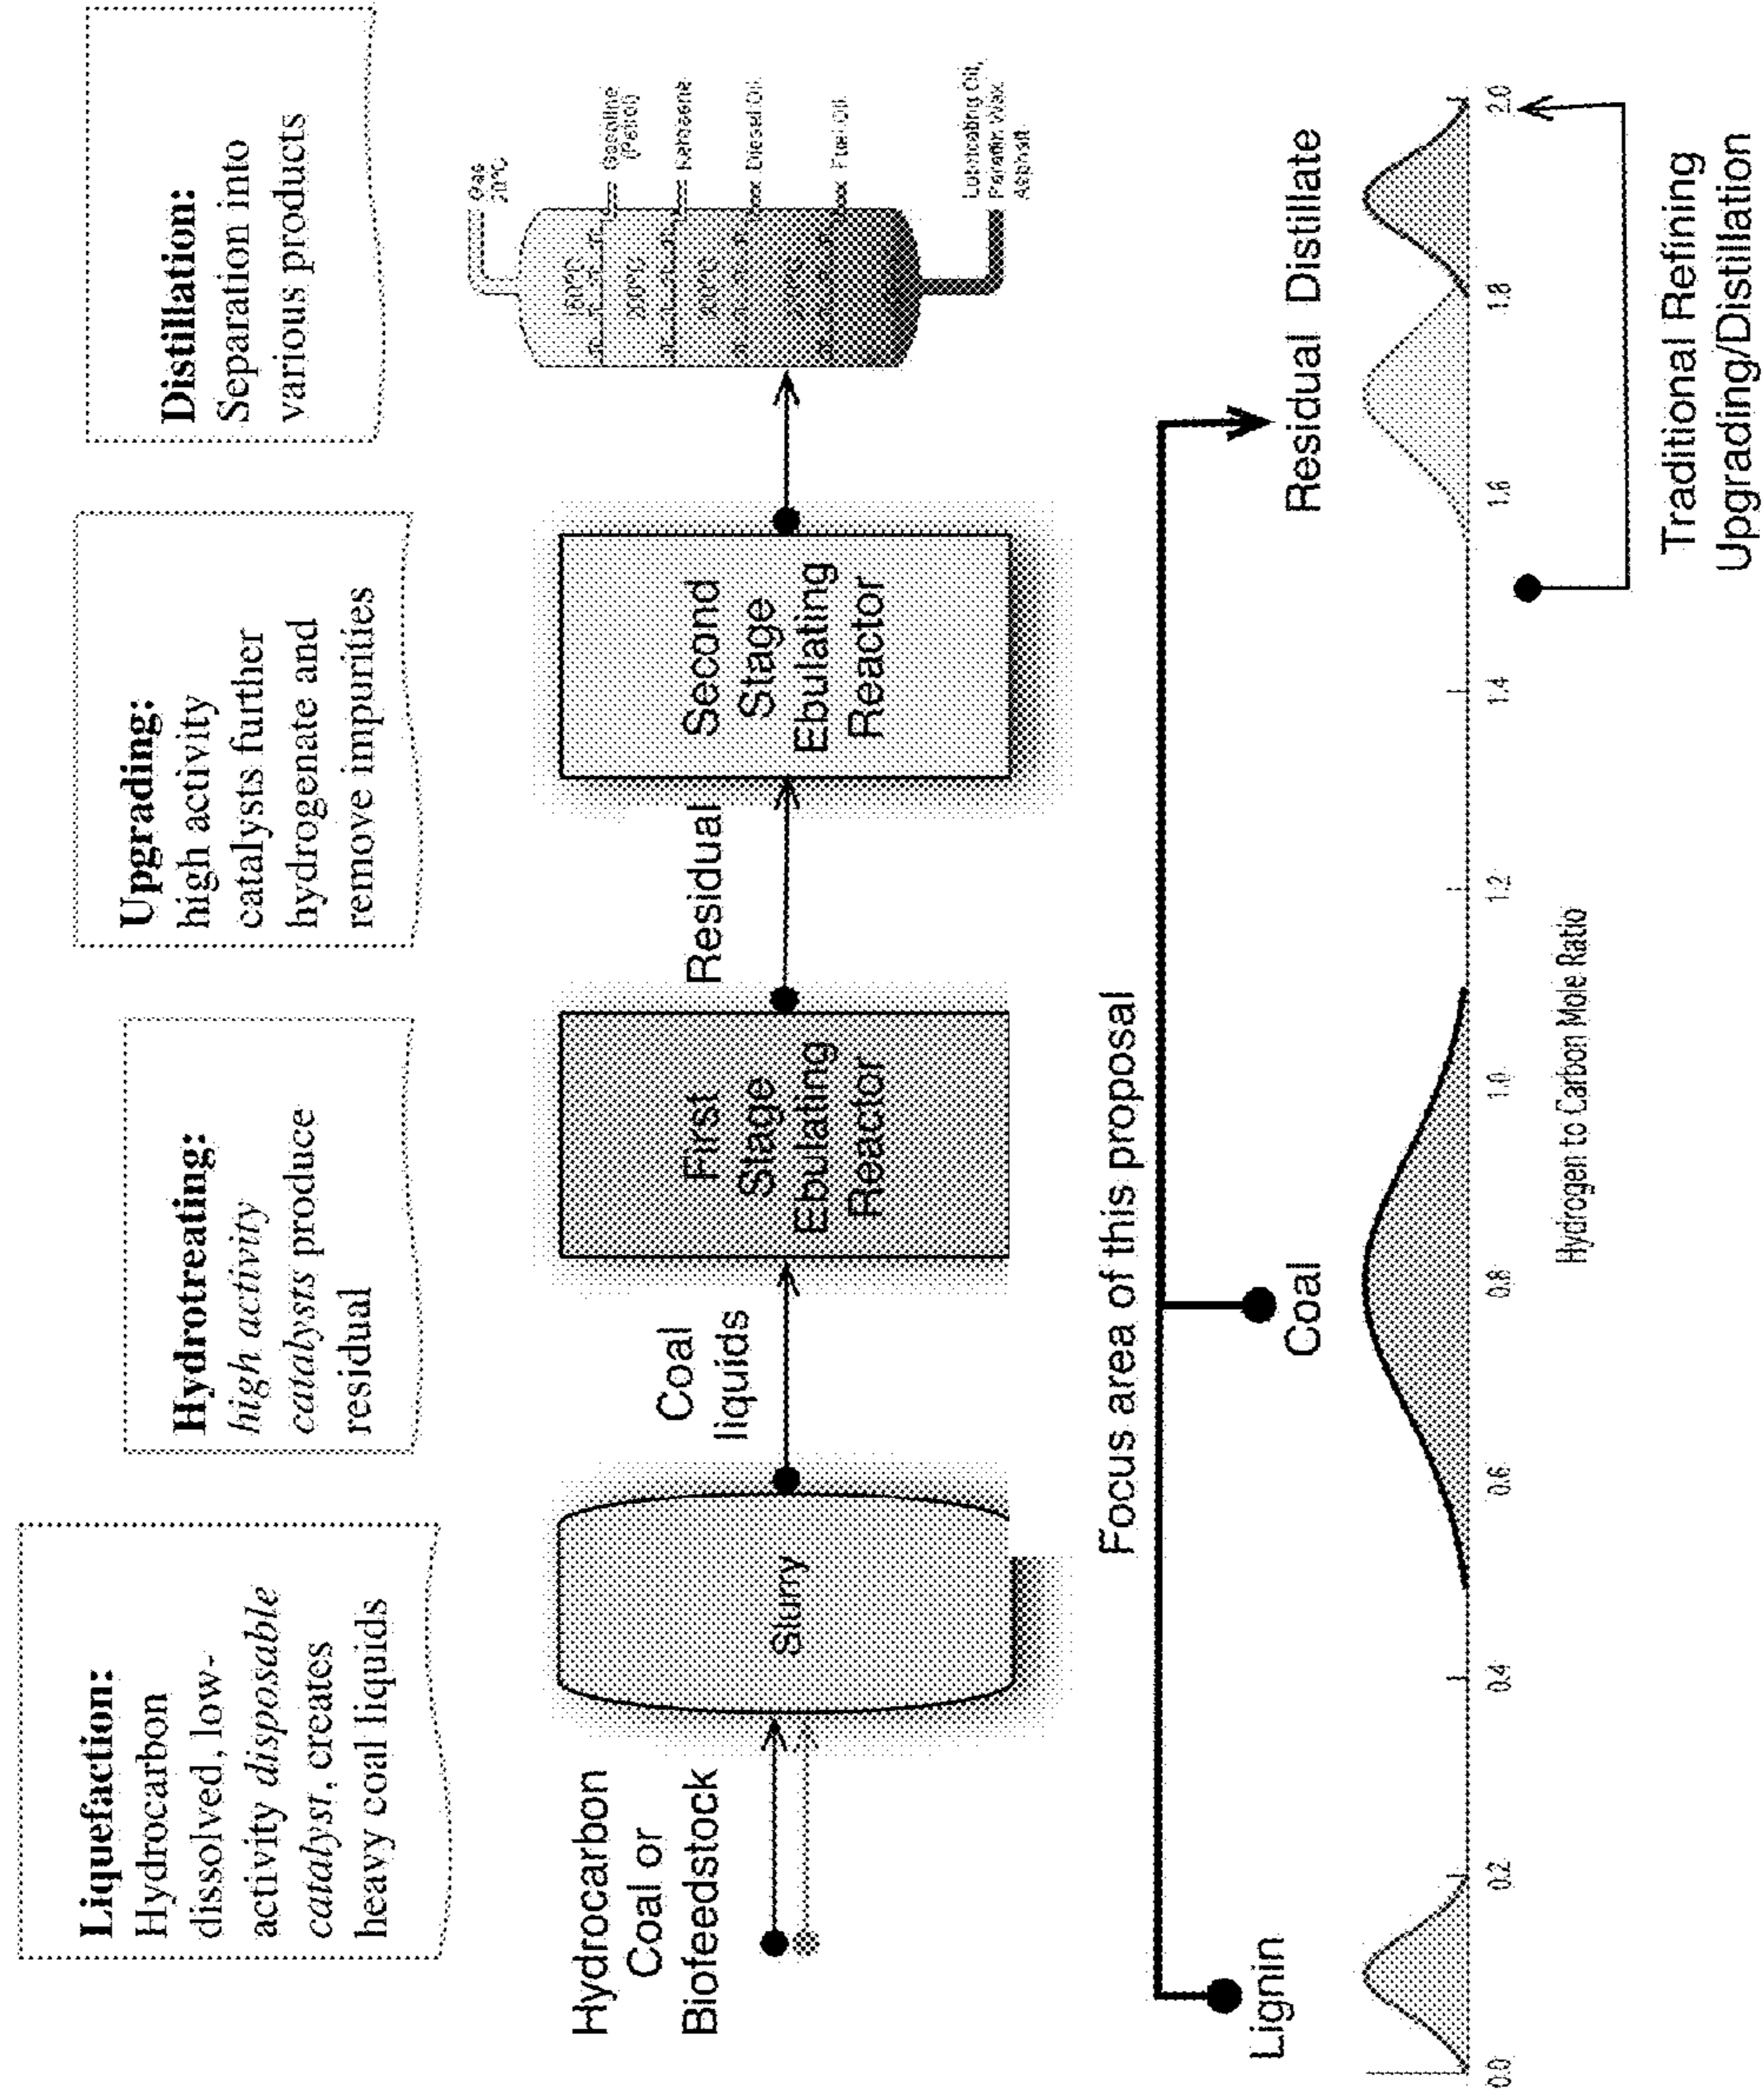 Liquefaction:
Hydrocarbon
dissolved, low-
activity disposable
catalyst, creates
heavy coal liquids
Hydrotreating:
high activity
catalysts produce
residual
Upgrading:
high activity
catalysts further
hydrogenate and
remove impurities
Distillation:
Separation into
various products
Hydrocarbon
Coal or
Biofeedstock
Slurry
Coal
liquids
First
Stage
Ebulating
Reactor
Residual
Second
Stage
Ebulating
Reactor
Gas
20°C
Gasoline
(Petrol)
Kerosene
Diesel Oil
Fuel Oil
Lubricating Oil,
Paraffin Wax,
Asphalt
Focus area of this proposal
Lignin
Coal
Residual Distillate
0.0 0.2 0.4 0.6 0.8 1.0 1.2 1.4 1.6 1.8 2.0
Hydrogen to Carbon Mole Ratio
Traditional Refining
Upgrading/Distillation